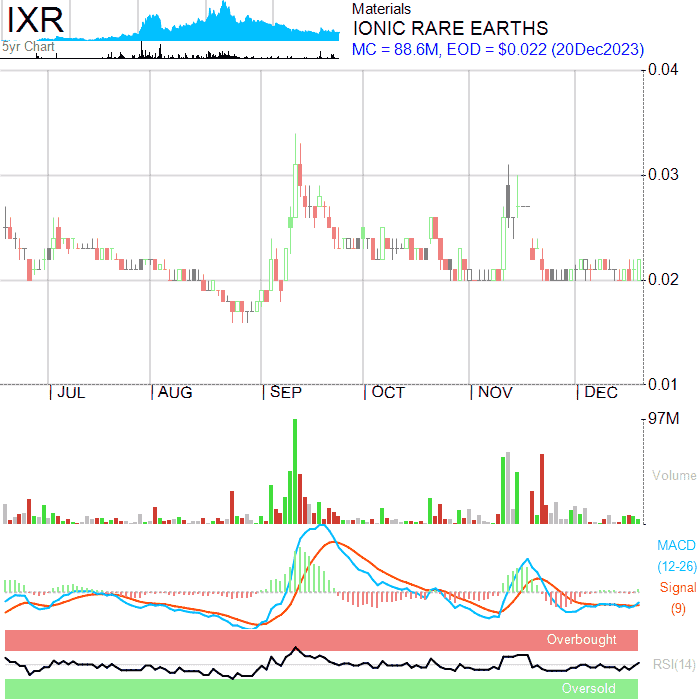 IXR
5yr Chart
Materials
IONIC RARE EARTHS
MC = 88.6M, EOD = $0.022 (20Dec2023)
0.04
0.03
0.02
0.01
JUL AUG SEP OCT NOV DEC
97M
Volume
MACD
(12-26)
Signal
(9)
Overbought
RSI(14)
Oversold